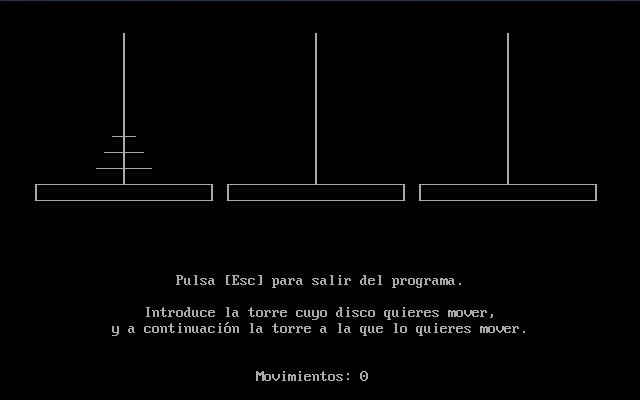 Pulsa [Esc] para salir del programa.
Introduce la torre cuyo disco quieres mover,
y a continuación la torre a la que lo quieres mover.
Movimientos: 0